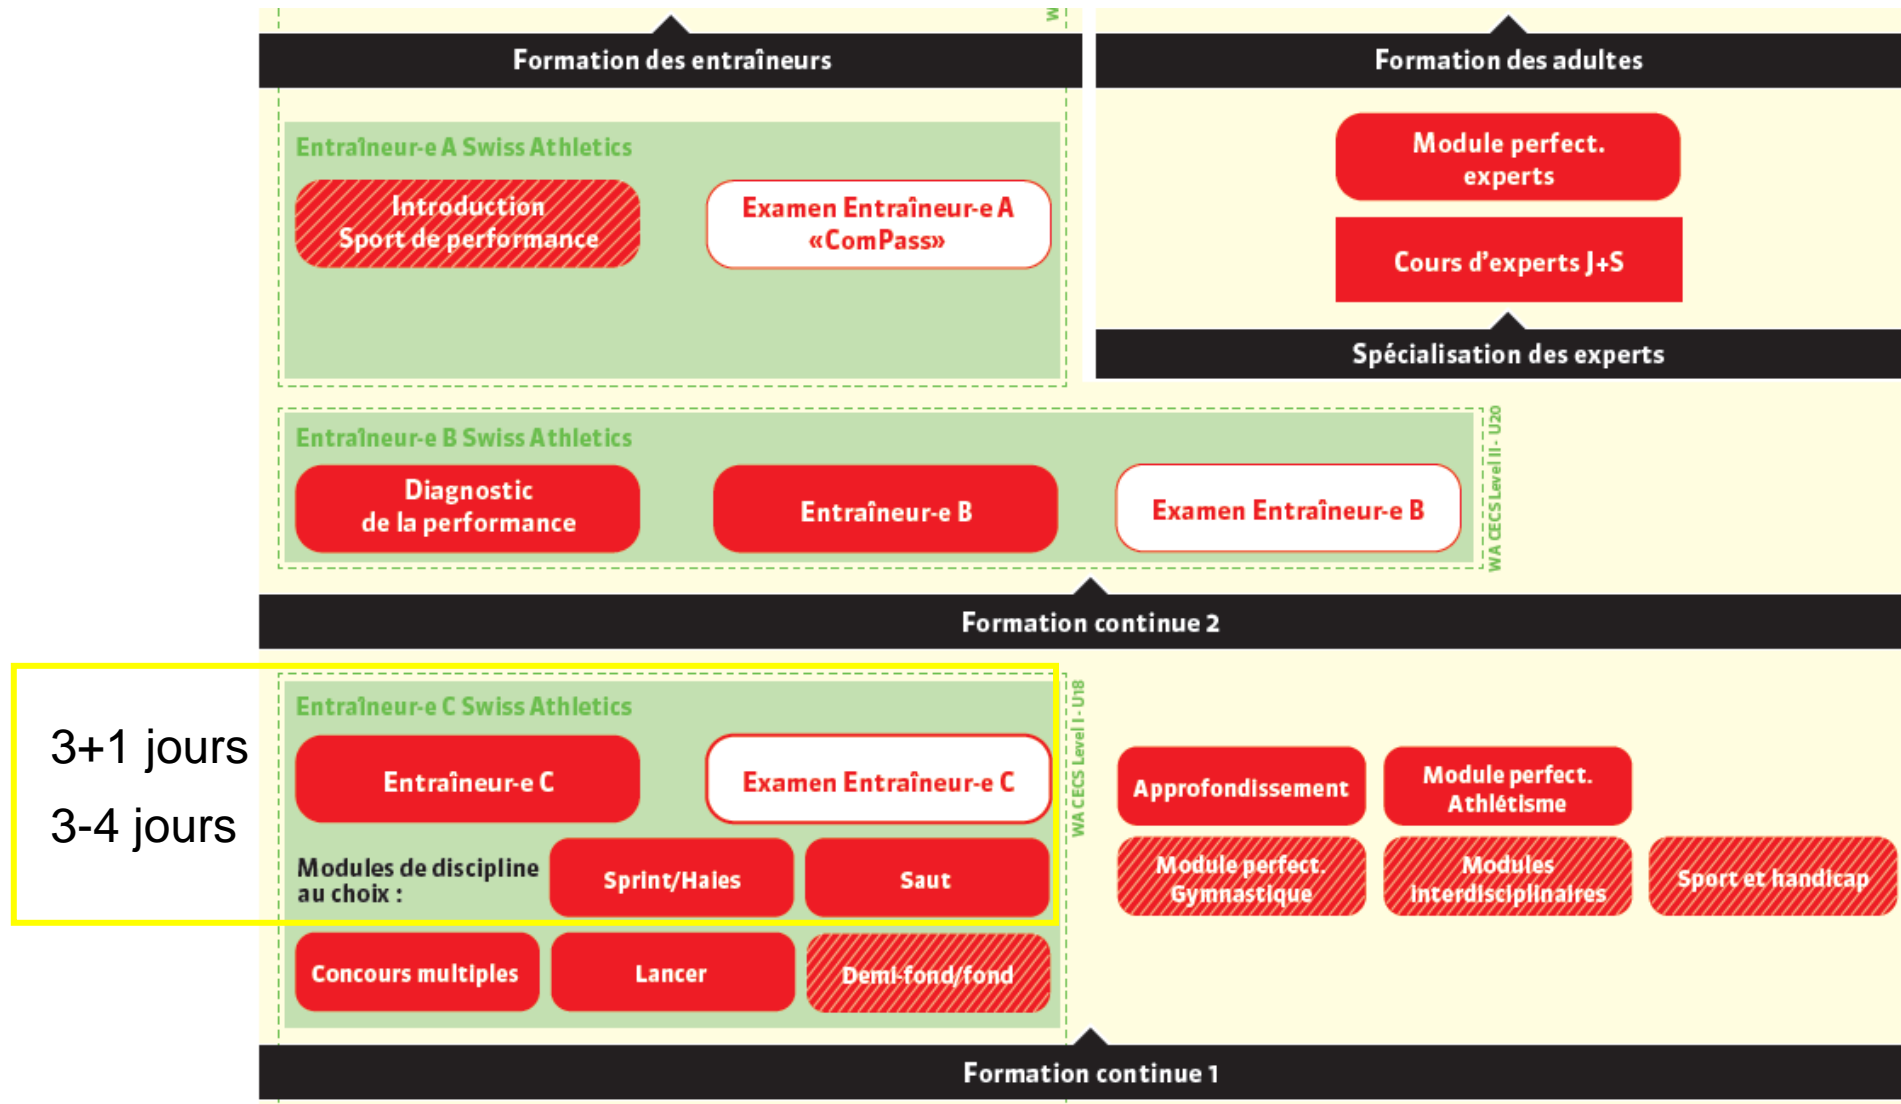 W
Formation des entraîneurs
Formation des adultes
Entraîneur-e A Swiss Athletics
Introduction
Sport de performance
Examen Entraîneur-e A
«ComPass»
Module perfect.
experts
Cours d'experts J+S
Spécialisation des experts
Entraîneur-e B Swiss Athletics
Diagnostic
de la performance
Entraîneur-e B
Examen Entraîneur-e B
WA CECS Level II - U20
Formation continue 2
3+1 jours
3-4 jours
Entraîneur-e C Swiss Athletics
Entraîneur-e C
Examen Entraîneur-e C
Modules de discipline
au choix :
Sprint/Haies
Saut
Concours multiples
Lancer
Demi-fond/fond
WA CECS Level I - U18
Approfondissement
Module perfect.
Athlétisme
Module perfect.
Gymnastique
Modules
interdisciplinaires
Sport et handicap
Formation continue 1